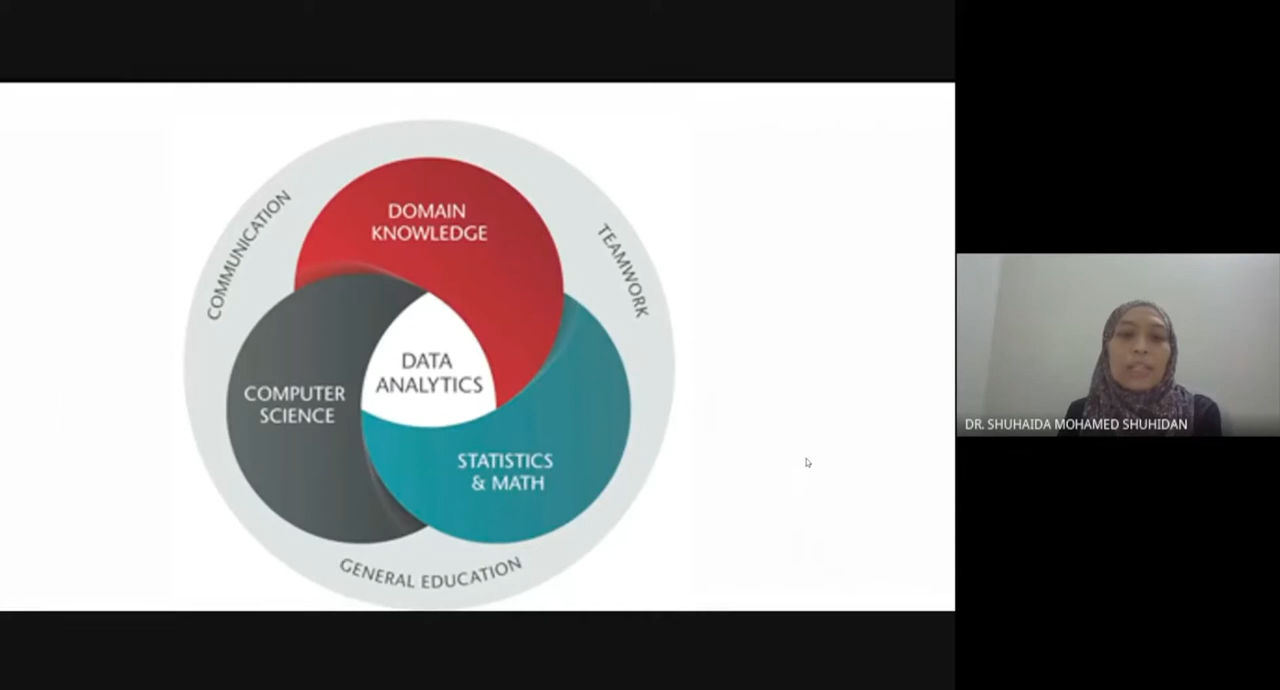 COMMUNICATION
DOMAIN
KNOWLEDGE
TEAMWORK
DATA
ANALYTICS
COMPUTER
SCIENCE
STATISTICS
& MATH
GENERAL EDUCATION
DR. SHUHAIDA MOHAMED SHUHIDAN